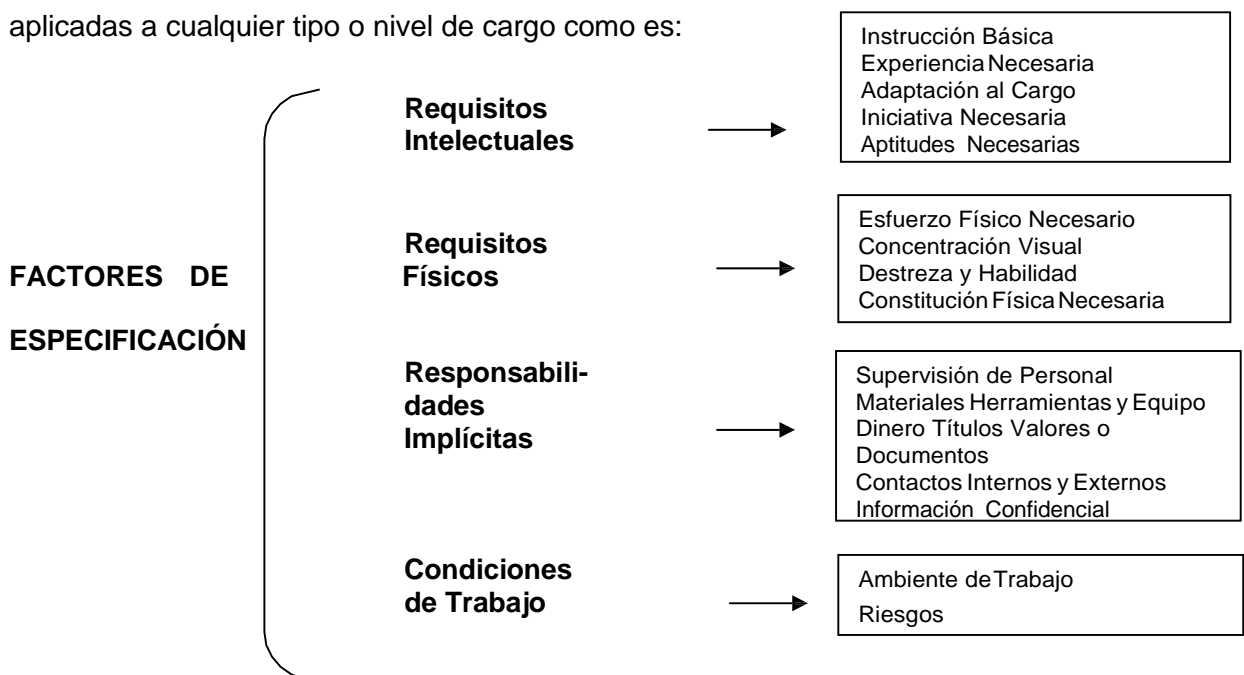 aplicadas a cualquier tipo o nivel de cargo como es:
FACTORES DE
ESPECIFICACIÓN
Requisitos
Intelectuales
Instrucción Básica
Experiencia Necesaria
Adaptación al Cargo
Iniciativa Necesaria
Aptitudes Necesarias
Requisitos
Físicos
Esfuerzo Físico Necesario
Concentración Visual
Destreza y Habilidad
Constitución Física Necesaria
Responsabili-
dades
Implícitas
Supervisión de Personal
Materiales Herramientas y Equipo
Dinero Títulos Valores o
Documentos
Contactos Internos y Externos
Información Confidencial
Condiciones
de Trabajo
Ambiente de Trabajo
Riesgos